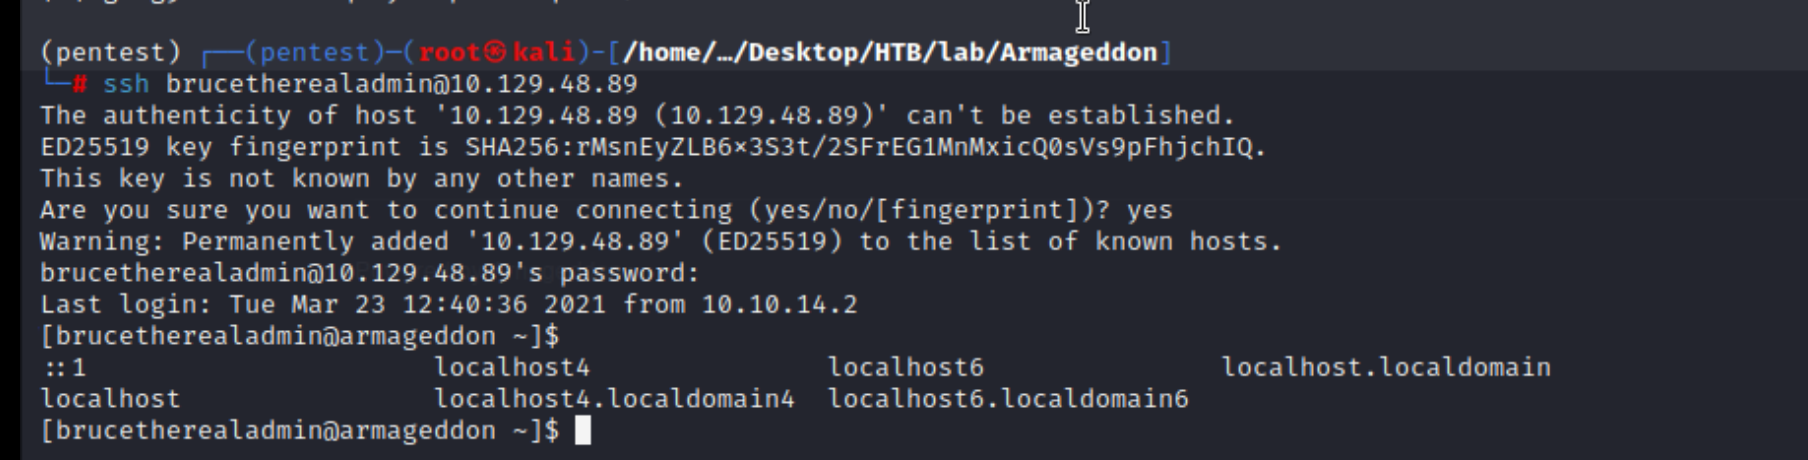 (pentest) ┌──(pentest)─(root㉿kali)-[/home/…/Desktop/HTB/lab/Armageddon]
└─# ssh brucetherealadmin@10.129.48.89
The authenticity of host '10.129.48.89 (10.129.48.89)' can't be established.
ED25519 key fingerprint is SHA256:rMsnEyZLB6×3S3t/2SFrEG1MnMxicQ0sVs9pFhjchIQ.
This key is not known by any other names.
Are you sure you want to continue connecting (yes/no/[fingerprint])? yes
Warning: Permanently added '10.129.48.89' (ED25519) to the list of known hosts.
brucetherealadmin@10.129.48.89's password:
Last login: Tue Mar 23 12:40:36 2021 from 10.10.14.2
[brucetherealadmin@armageddon ~]$
::1 localhost4 localhost6 localhost.localdomain
localhost localhost4.localdomain4 localhost6.localdomain6
[brucetherealadmin@armageddon ~]$